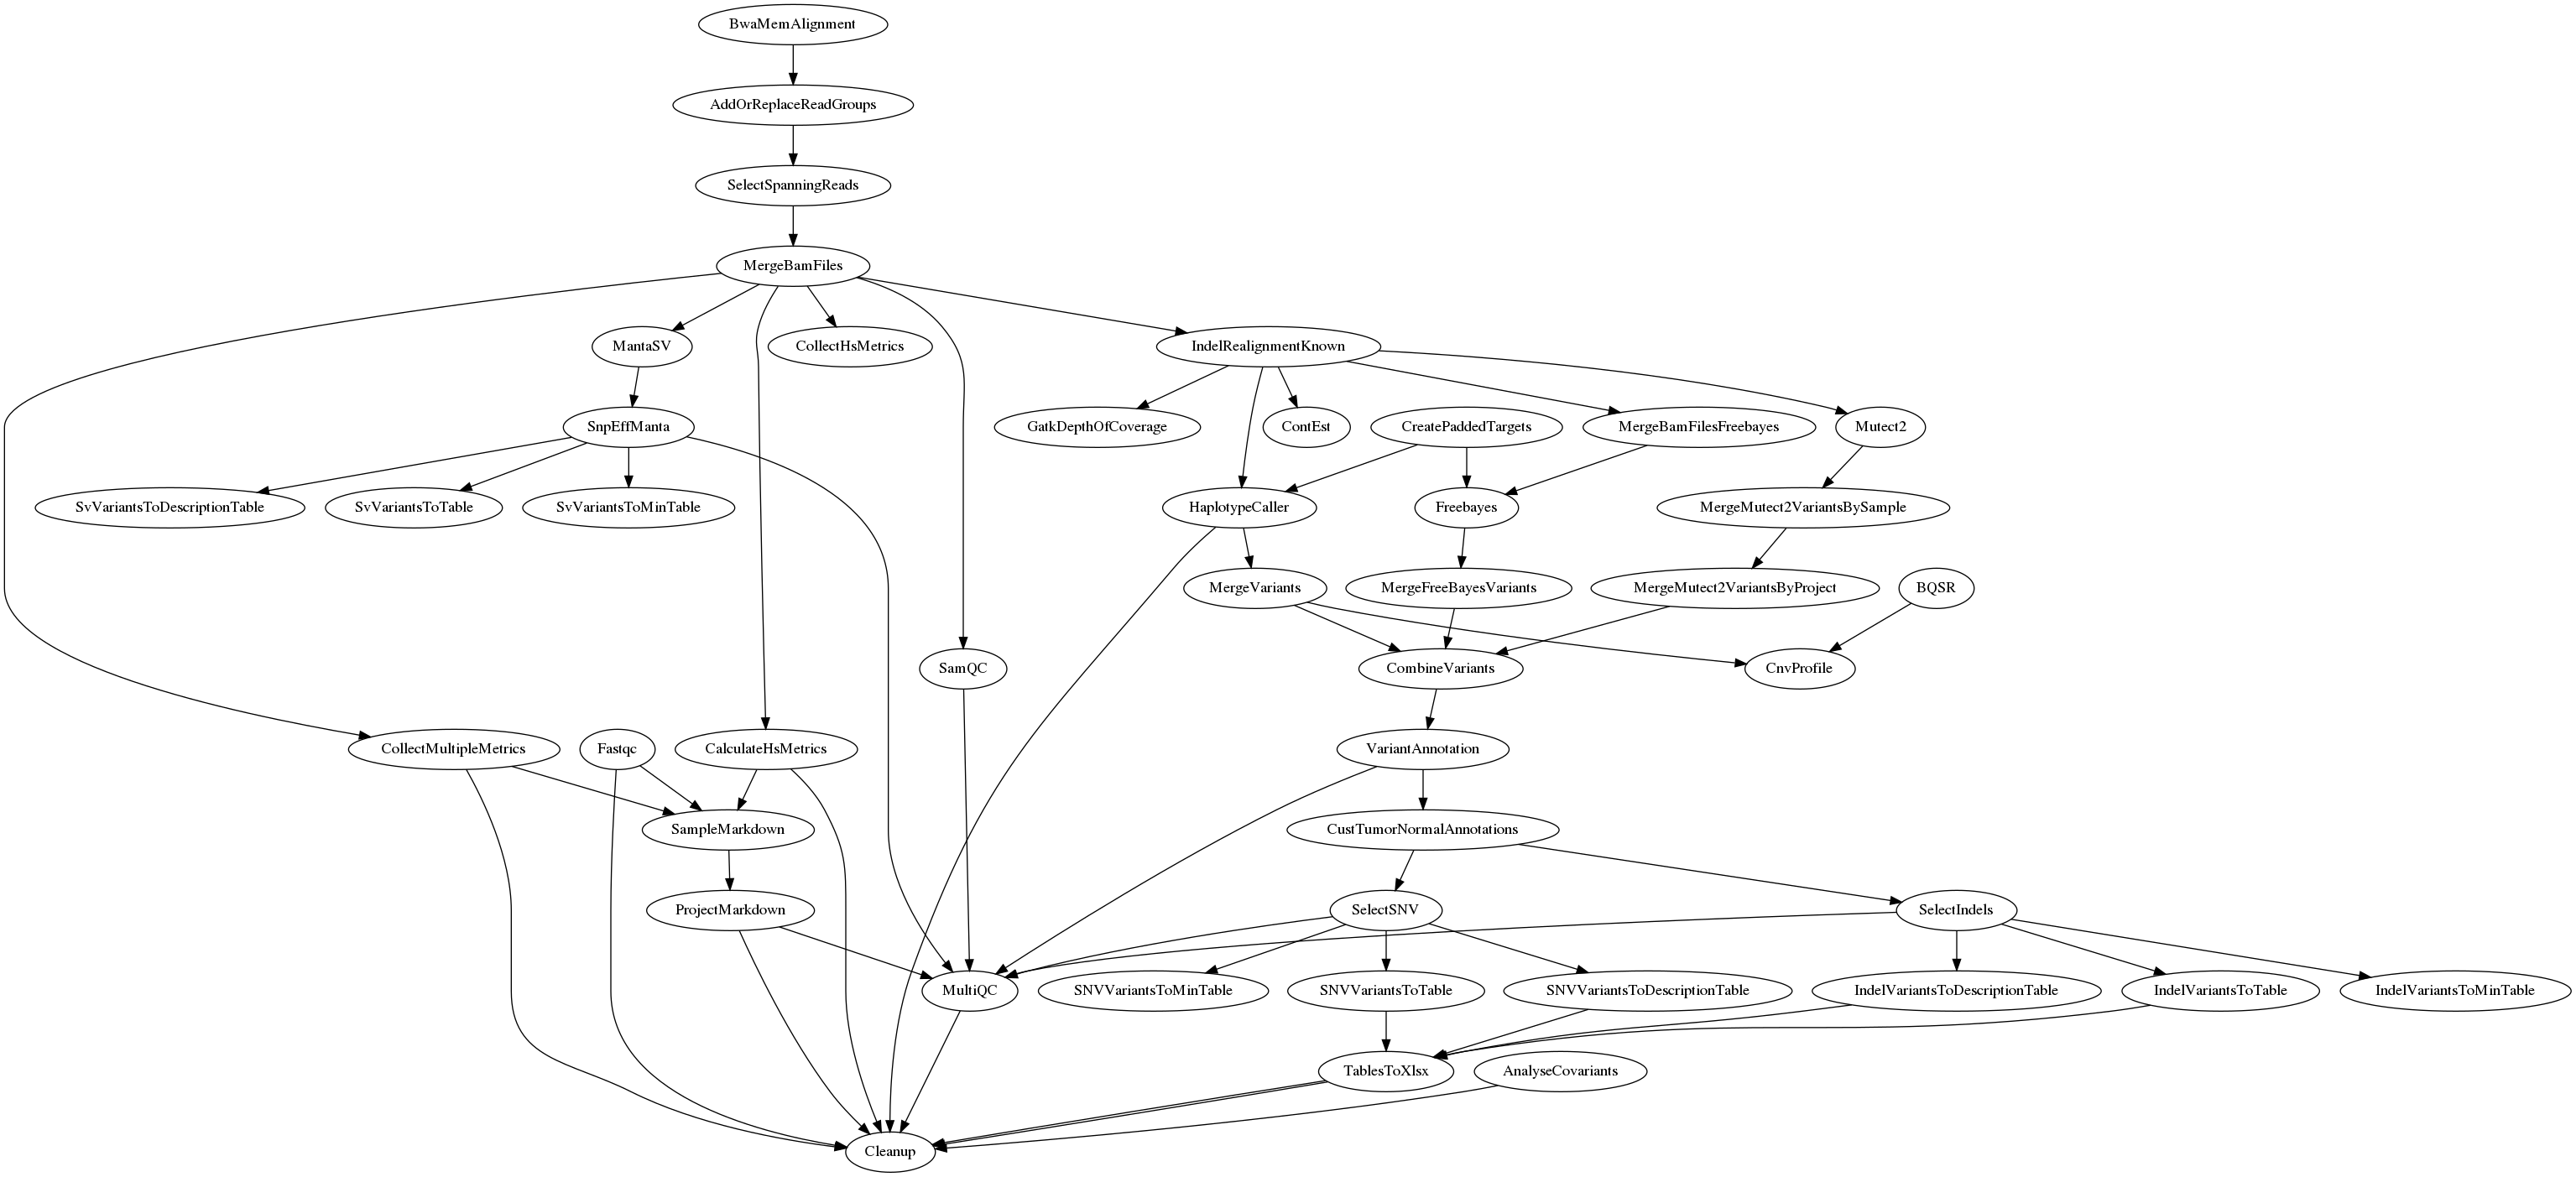 BwaMemAlignment
AddOrReplaceReadGroups
SelectSpanningReads
MergeBamFiles
MantaSV
CollectHsMetrics
IndelRealignmentKnown
SnpEffManta
GatkDepthOfCoverage
ContEst
CreatePaddedTargets
MergeBamFilesFreebayes
Mutect2
SvVariantsToDescriptionTable
SvVariantsToTable
SvVariantsToMinTable
HaplotypeCaller
Freebayes
MergeMutect2VariantsBySample
MergeVariants
MergeFreeBayesVariants
MergeMutect2VariantsByProject
BQSR
SamQC
CombineVariants
CnvProfile
CollectMultipleMetrics
Fastqc
CalculateHsMetrics
VariantAnnotation
SampleMarkdown
CustTumorNormalAnnotations
ProjectMarkdown
SelectSNV
SelectIndels
MultiQC
SNVVariantsToMinTable
SNVVariantsToTable
SNVVariantsToDescriptionTable
IndelVariantsToDescriptionTable
IndelVariantsToTable
IndelVariantsToMinTable
TablesToXlsx
AnalyseCovariants
Cleanup